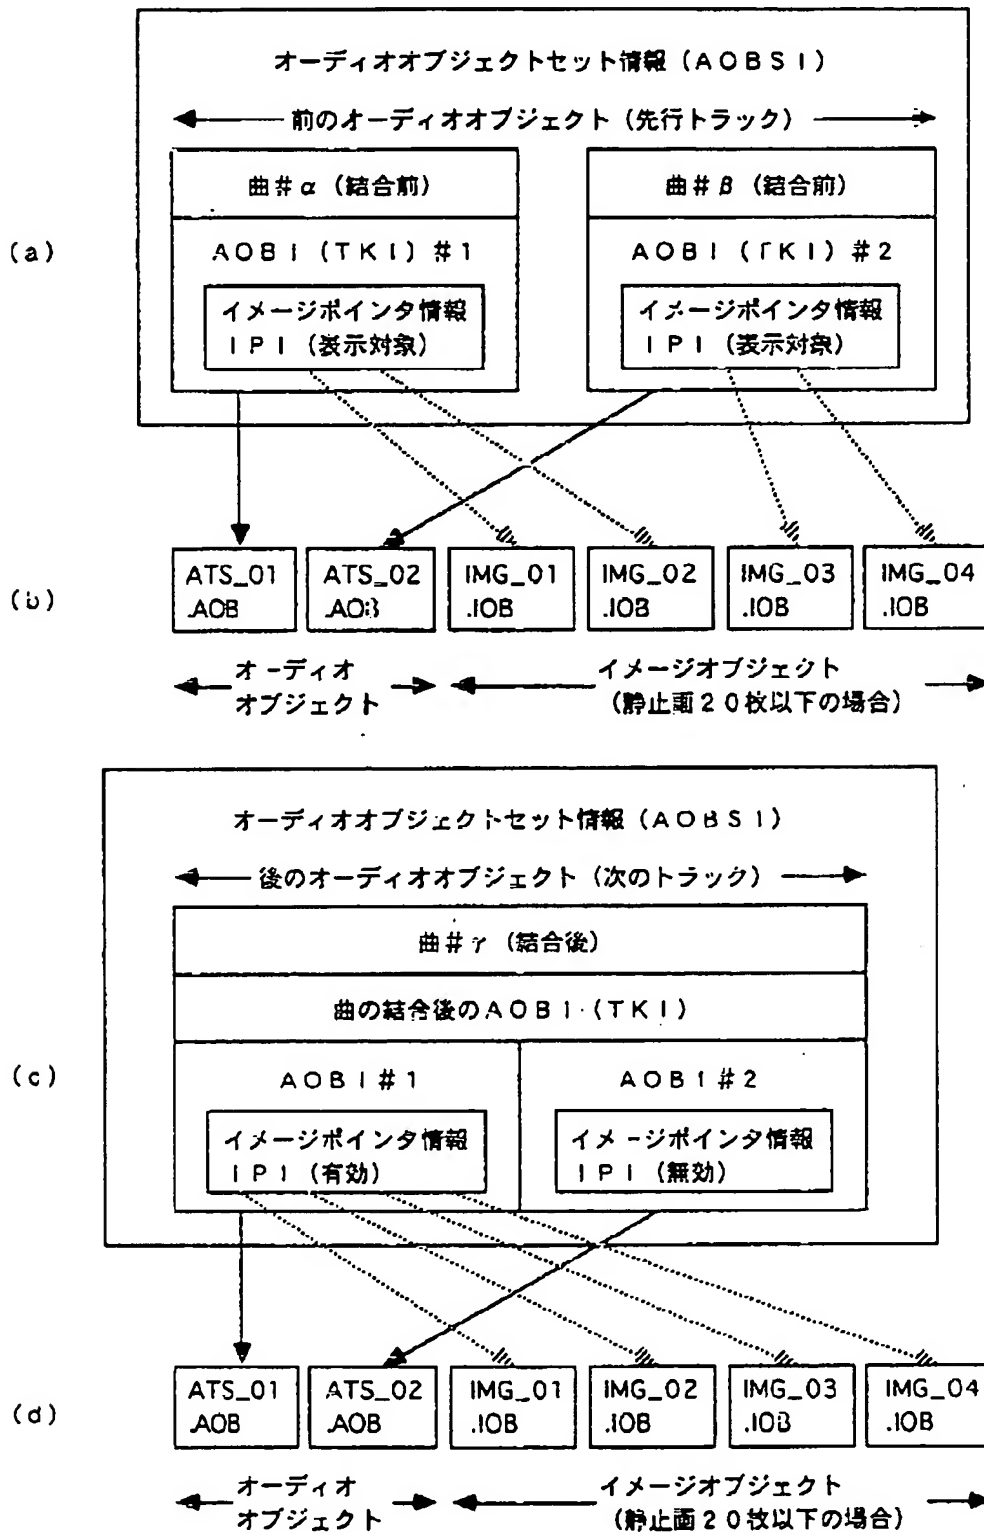 オーディオオブジェクトセット情報（ＡＯＢＳＩ）
前のオーディオオブジェクト（先行トラック）
曲＃α（結合前）
曲＃β（結合前）
(a)
ＡＯＢＩ（ＴＫＩ）＃１
ＡＯＢＩ（ＴＫＩ）＃２
イメージポインタ情報
ＩＰＩ（表示対象）
イメージポインタ情報
ＩＰＩ（表示対象）
(b)
ATS_01
.AOB
ATS_02
.AOB
IMG_01
.IOB
IMG_02
.IOB
IMG_03
.IOB
IMG_04
.IOB
オーディオ
オブジェクト
イメージオブジェクト
（静止画２０枚以下の場合）
オーディオオブジェクトセット情報（ＡＯＢＳＩ）
後のオーディオオブジェクト（次のトラック）
曲＃γ（結合後）
曲の結合後のＡＯＢＩ（ＴＫＩ）
(c)
ＡＯＢＩ＃１
ＡＯＢＩ＃２
イメージポインタ情報
ＩＰＩ（有効）
イメージポインタ情報
ＩＰＩ（無効）
(d)
ATS_01
.AOB
ATS_02
.AOB
IMG_01
.IOB
IMG_02
.IOB
IMG_03
.IOB
IMG_04
.IOB
オーディオ
オブジェクト
イメージオブジェクト
（静止画２０枚以下の場合）